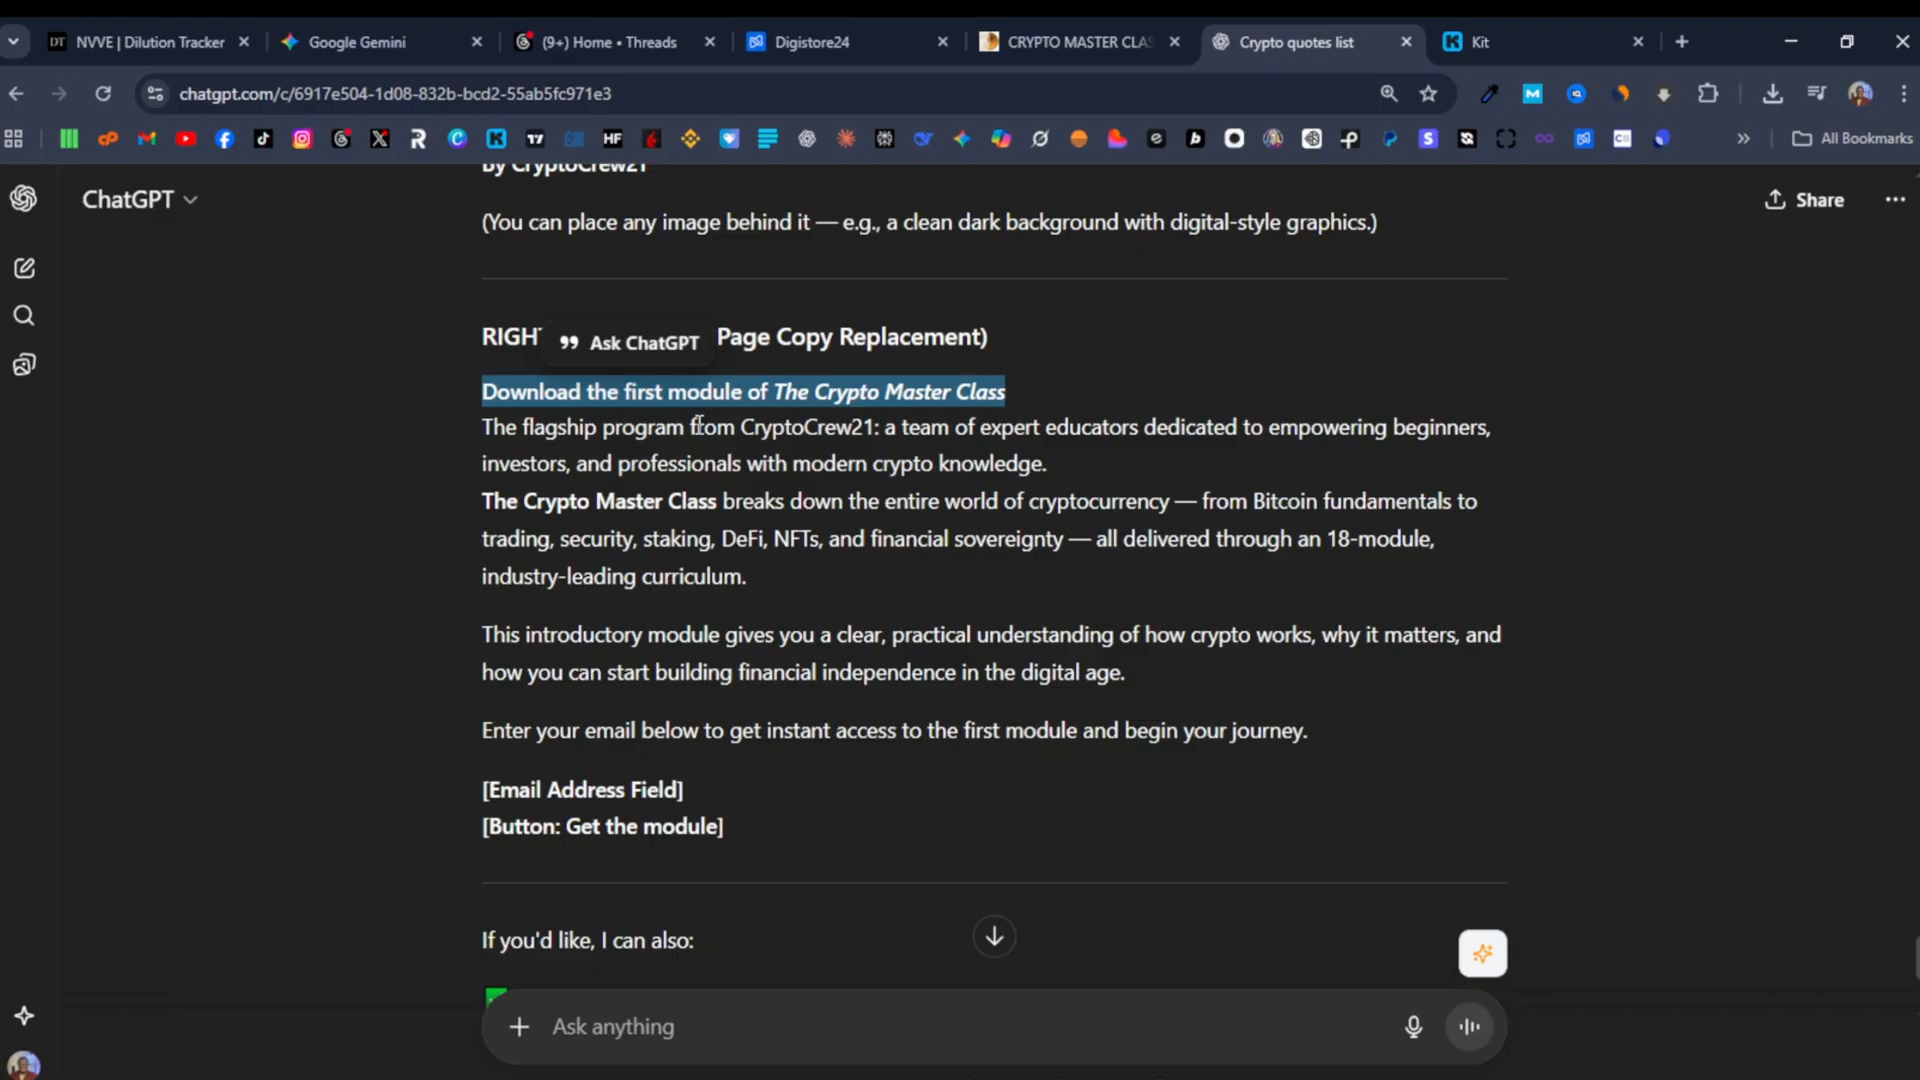 NVVE | Dilution Tracker
Google Gemini
(9+) Home • Threads
Digistore24
CRYPTO MASTER CLAS
Crypto quotes list
Kit
chatgpt.com/c/6917e504-1d08-832b-bcd2-55ab5fc971e3
All Bookmarks
ChatGPT
Share
by CryptoCrew21
(You can place any image behind it — e.g., a clean dark background with digital-style graphics.)
RIGHT
Ask ChatGPT
Page Copy Replacement)
Download the first module of The Crypto Master Class
The flagship program from CryptoCrew21: a team of expert educators dedicated to empowering beginners,
investors, and professionals with modern crypto knowledge.
The Crypto Master Class breaks down the entire world of cryptocurrency — from Bitcoin fundamentals to
trading, security, staking, DeFi, NFTs, and financial sovereignty — all delivered through an 18-module,
industry-leading curriculum.
This introductory module gives you a clear, practical understanding of how crypto works, why it matters, and
how you can start building financial independence in the digital age.
Enter your email below to get instant access to the first module and begin your journey.
[Email Address Field]
[Button: Get the module]
If you'd like, I can also:
Ask anything